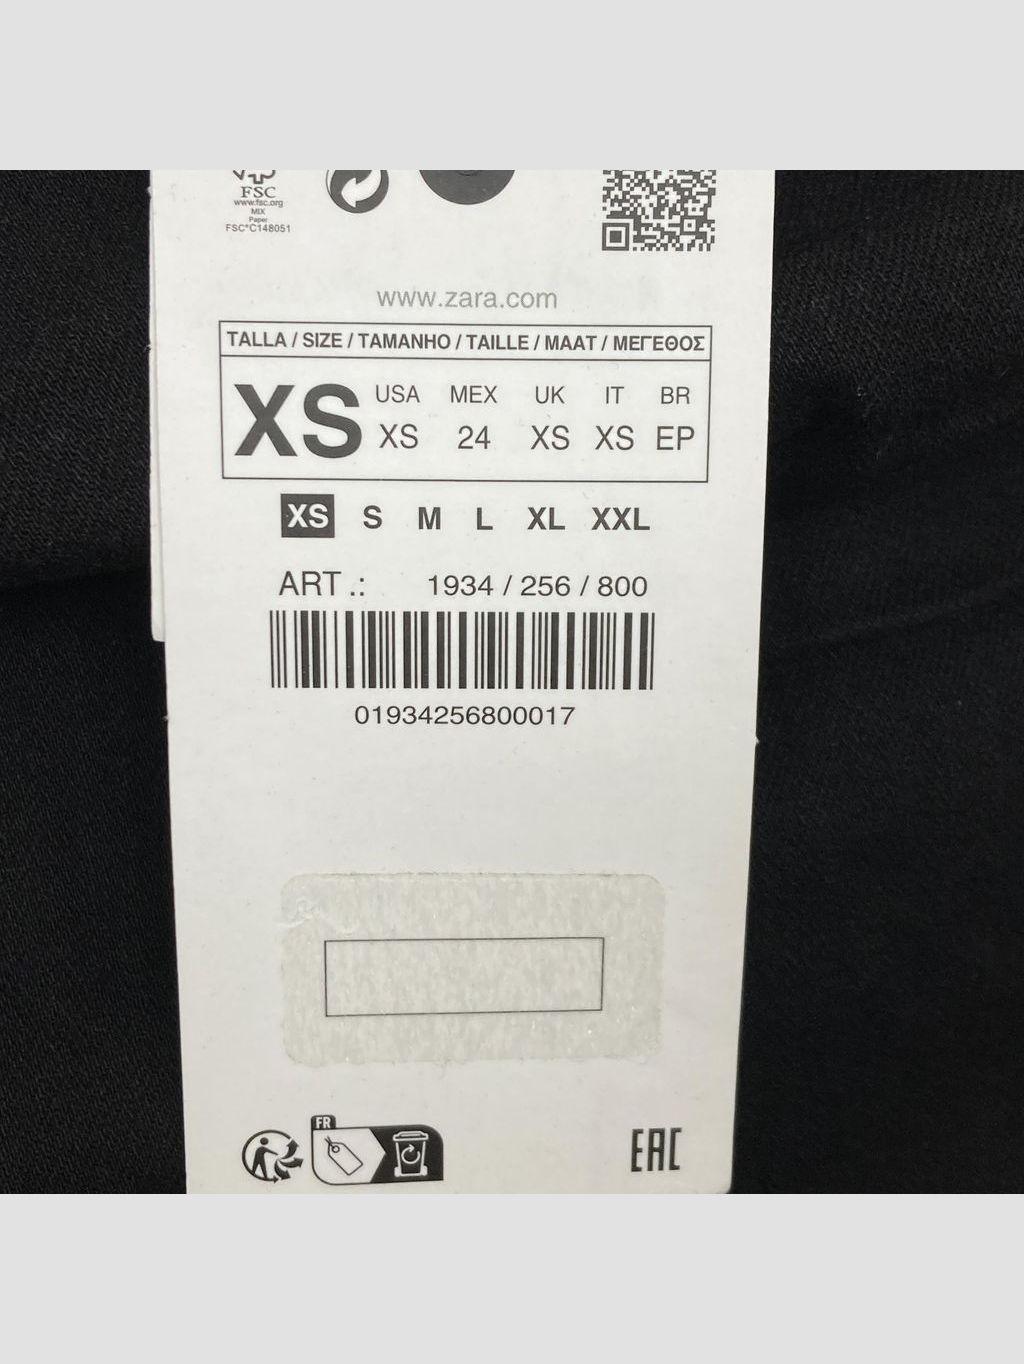 FSC
www.fsc.org
MIX
Paper
FSC®C148051
www.zara.com
TALLA / SIZE / TAMANHO / TAILLE / MAAT / ΜΕΓΕΘΟΣ
XS
USA MEX UK IT BR
XS 24 XS XS EP
XS S M L XL XXL
ART .: 1934 / 256 / 800
01934256800017
FR
EAC